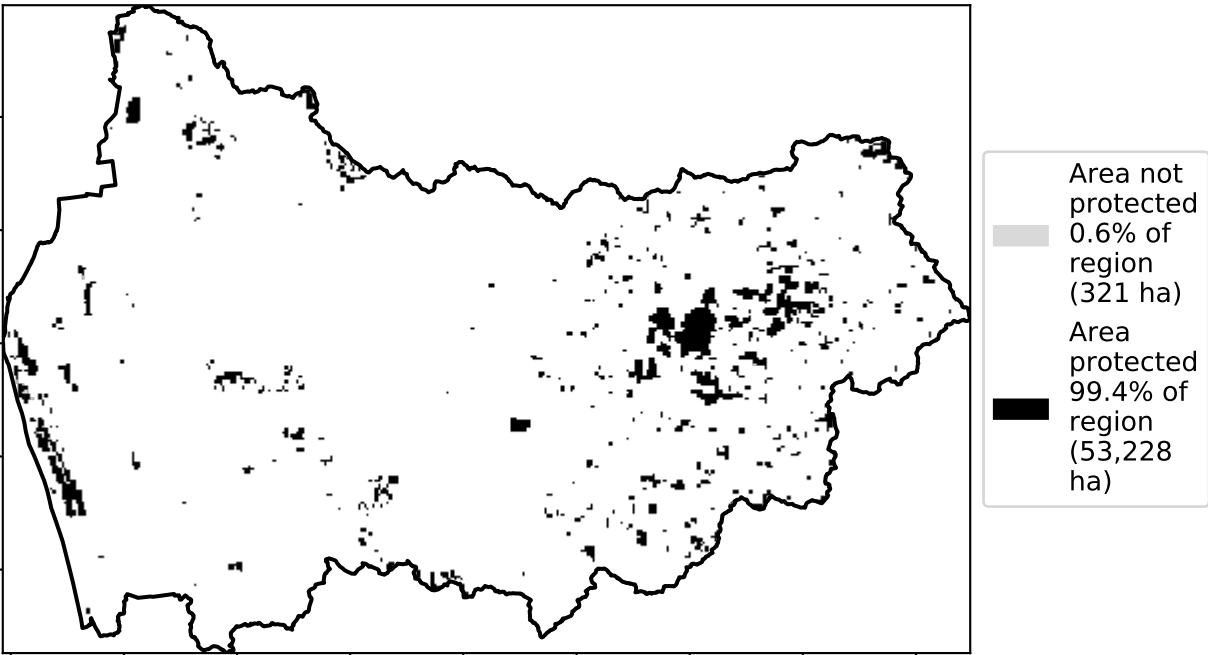 Area not
protected
0.6% of
region
(321 ha)
Area
protected
99.4% of
region
(53,228
ha)